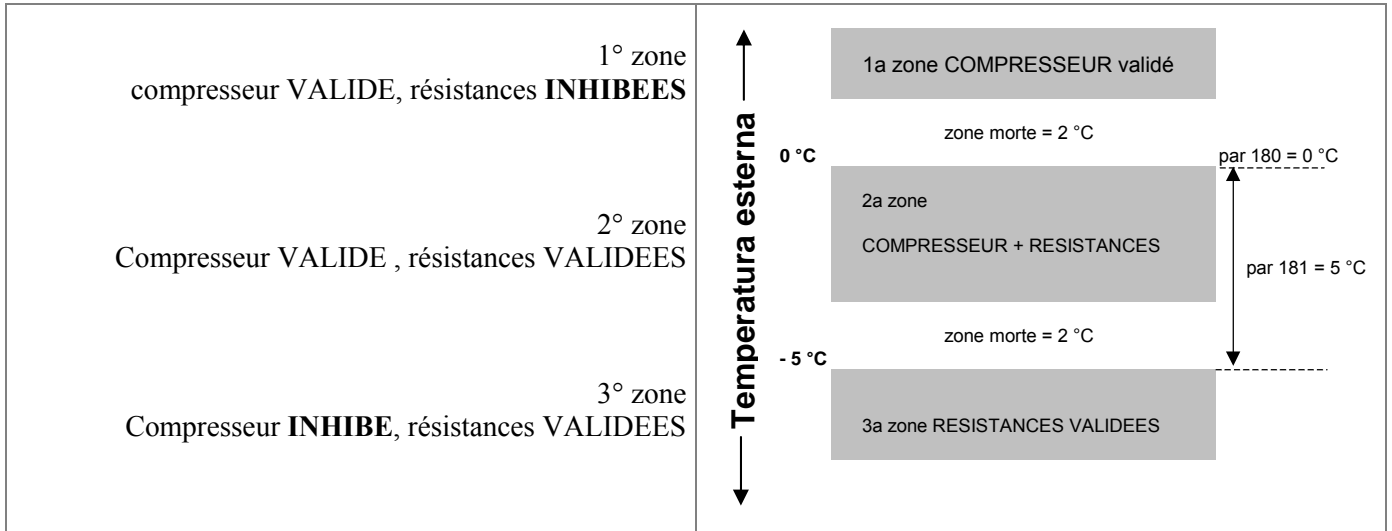 1° zone
compresseur VALIDE, résistances INHIBEES
2° zone
Compresseur VALIDE , résistances VALIDEES
3° zone
Compresseur INHIBE, résistances VALIDEES
Temperatura esterna
1a zone COMPRESSEUR validé
zone morte = 2 °C
0 °C
par 180 = 0 °C
2a zone
COMPRESSEUR + RESISTANCES
par 181 = 5 °C
zone morte = 2 °C
- 5 °C
3a zone RESISTANCES VALIDEES